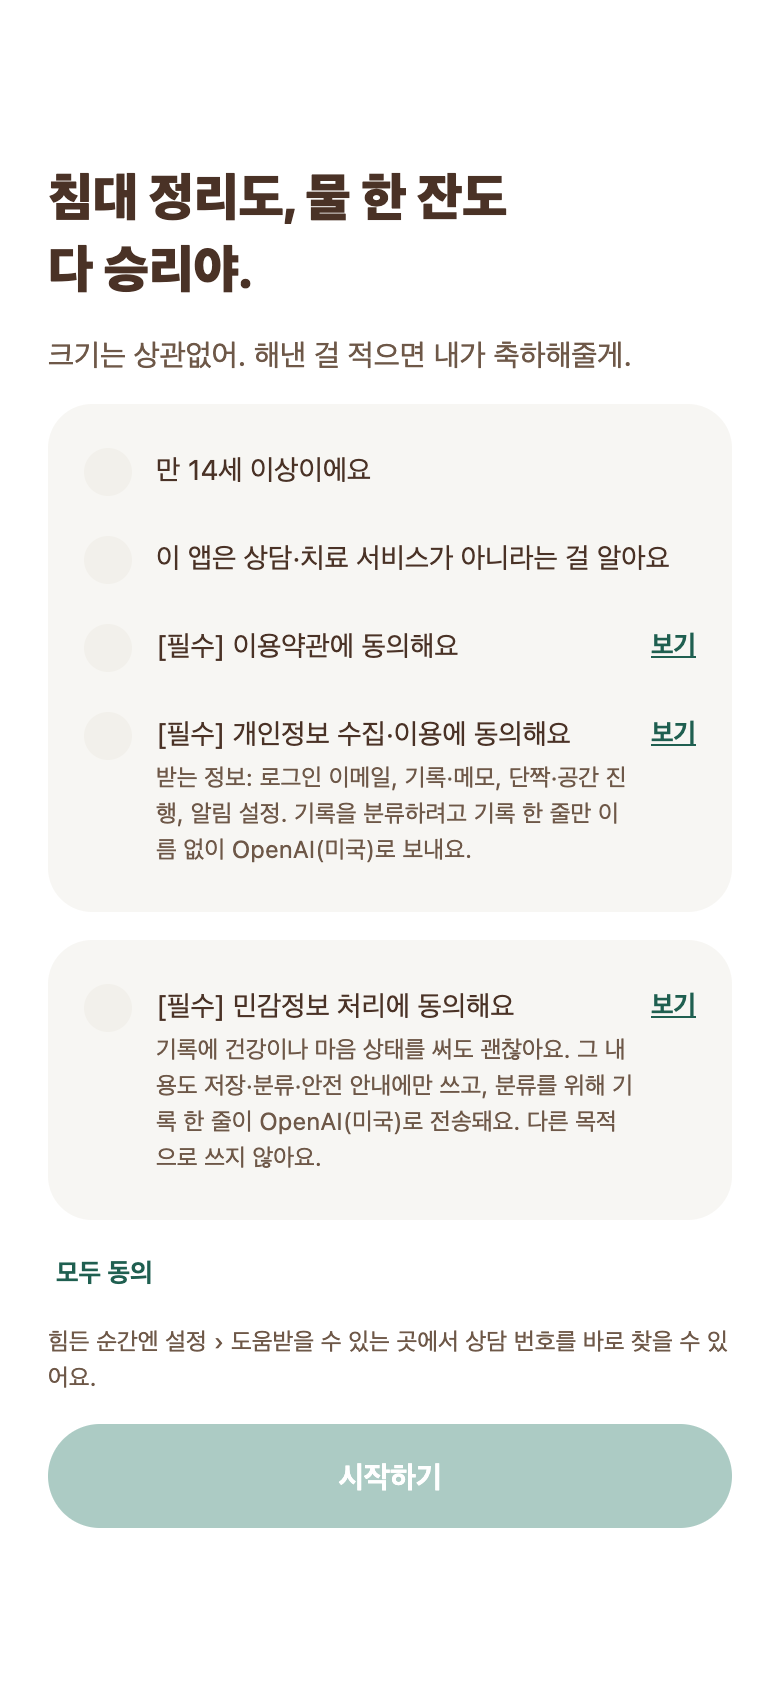 침대 정리도, 물 한 잔도
다 승리야.
크기는 상관없어. 해낸 걸 적으면 내가 축하해줄게.
만 14세 이상이에요
이 앱은 상담·치료 서비스가 아니라는 걸 알아요
[필수] 이용약관에 동의해요 보기
[필수] 개인정보 수집·이용에 동의해요 보기
받는 정보: 로그인 이메일, 기록·메모, 단짝·공간 진
행, 알림 설정. 기록을 분류하려고 기록 한 줄만 이
름 없이 OpenAI(미국)로 보내요.
[필수] 민감정보 처리에 동의해요 보기
기록에 건강이나 마음 상태를 써도 괜찮아요. 그 내
용도 저장·분류·안전 안내에만 쓰고, 분류를 위해 기
록 한 줄이 OpenAI(미국)로 전송돼요. 다른 목적
으로 쓰지 않아요.
모두 동의
힘든 순간엔 설정 › 도움받을 수 있는 곳에서 상담 번호를 바로 찾을 수 있
어요.
시작하기